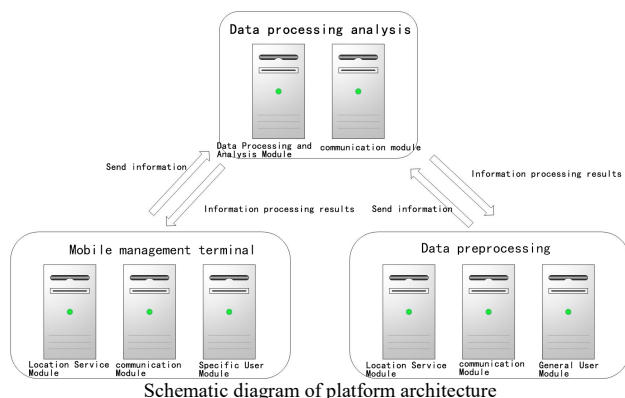 Data processing analysis
Data Processing and
Analysis Module
communication module
Send information
Information processing results
Information processing results
Send information
Mobile management terminal
Location Service
Module
communication
Module
Specific User
Module
Data preprocessing
Location Service
Module
communication
Module
General User
Module
Schematic diagram of platform architecture